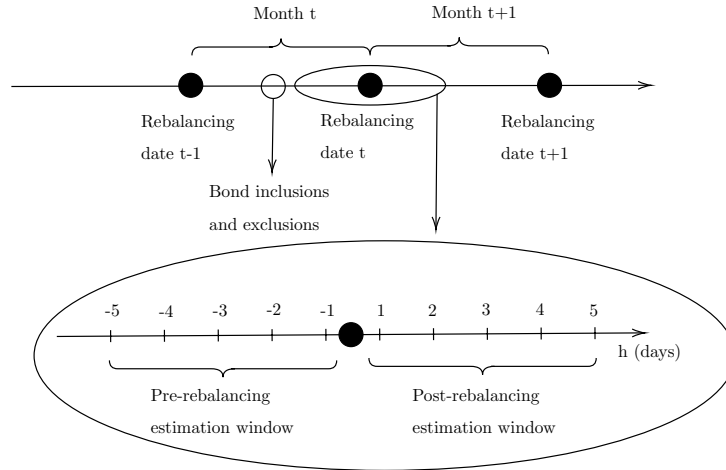 Month t
Month t+1
Rebalancing
date t-1
Rebalancing
date t
Rebalancing
date t+1
Bond inclusions
and exclusions
-5 -4 -3 -2 -1 1 2 3 4 5
h (days)
Pre-rebalancing
estimation window
Post-rebalancing
estimation window